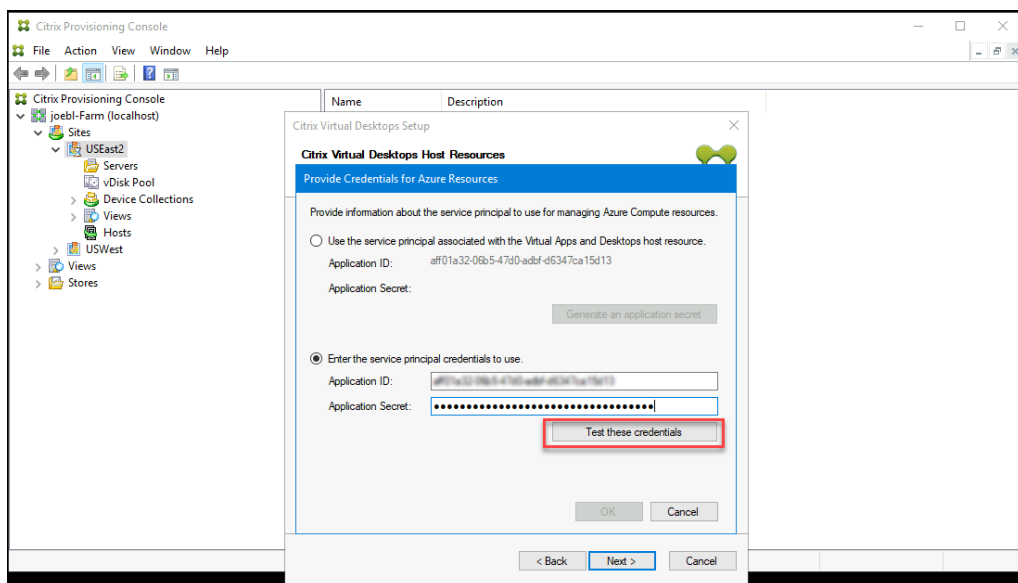 Citrix Provisioning Console
File Action View Window Help
Citrix Provisioning Console
joebl-Farm (localhost)
Sites
USEast2
Servers
vDisk Pool
Device Collections
Views
Hosts
USWest
Views
Stores
Name Description
Citrix Virtual Desktops Setup
Citrix Virtual Desktops Host Resources
Provide Credentials for Azure Resources
Provide information about the service principal to use for managing Azure Compute resources.
Use the service principal associated with the Virtual Apps and Desktops host resource.
Application ID: aff01a32-06b5-47d0-adbf-d6347ca15d13
Application Secret:
Generate an application secret
Enter the service principal credentials to use.
Application ID:
Application Secret:
Test these credentials
OK Cancel
< Back Next > Cancel